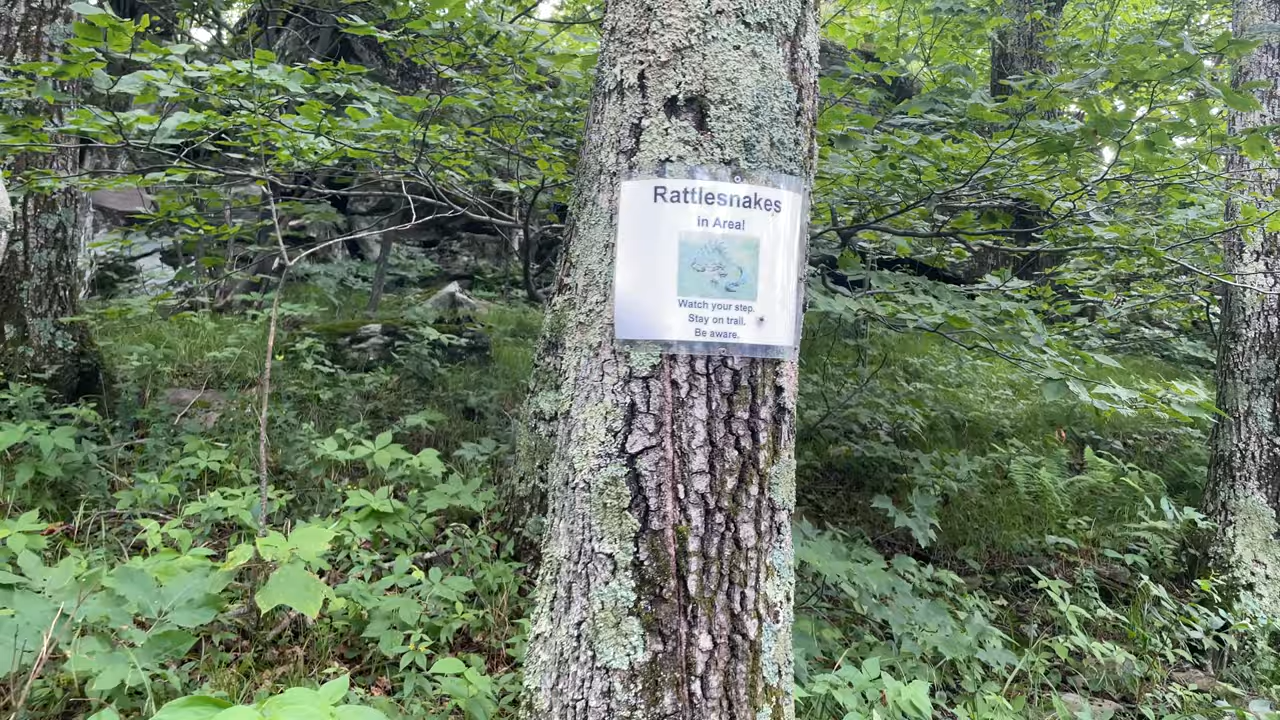 Rattlesnakes
in Area!
Watch your step.
Stay on trail.
Be aware.